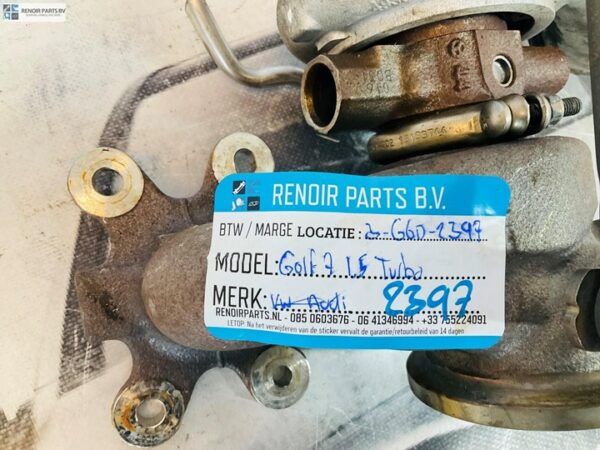 RENOIR PARTS BV
RENOIR PARTS B.V.
BTW / MARGE LOCATIE : 3-G6D-2397
MODEL: Golf 7 1.5 Turbo
MERK: VW Audi 2397
RENOIRPARTS.NL - 085 0603676 - 06 41346994 - +33 755224091
LETOP: Na het verwijderen van de sticker vervalt de garantie/retourbeleid van 14 dagen